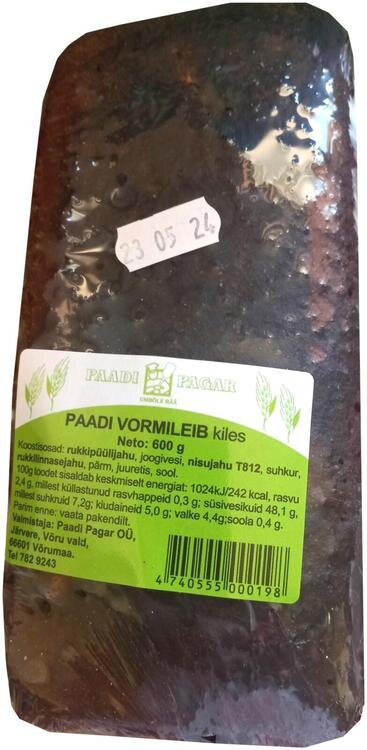 23 05 24
PAADI PAGAR
UMBÕLE HÄÄ
PAADI VORMILEIB kiles
Neto: 600 g
Koostisosad: rukkipüülijahu, joogivesi, nisujahu T812, suhkur,
rukkilinnasejahu, pärm, juuretis, sool.
100g toodet sisaldab keskmiselt energiat: 1024kJ/242 kcal, rasvu
2,4 g, millest küllastunud rasvhappeid 0,3 g; süsivesikuid 48,1 g,
millest suhkruid 7,2g; kiudaineid 5,0 g; valke 4,4g;soola 0,4 g.
Parim enne: vaata pakendilt.
Valmistaja: Paadi Pagar OÜ,
Järvere, Võru vald,
66601 Võrumaa.
Tel 782 9243
4 740555 000198